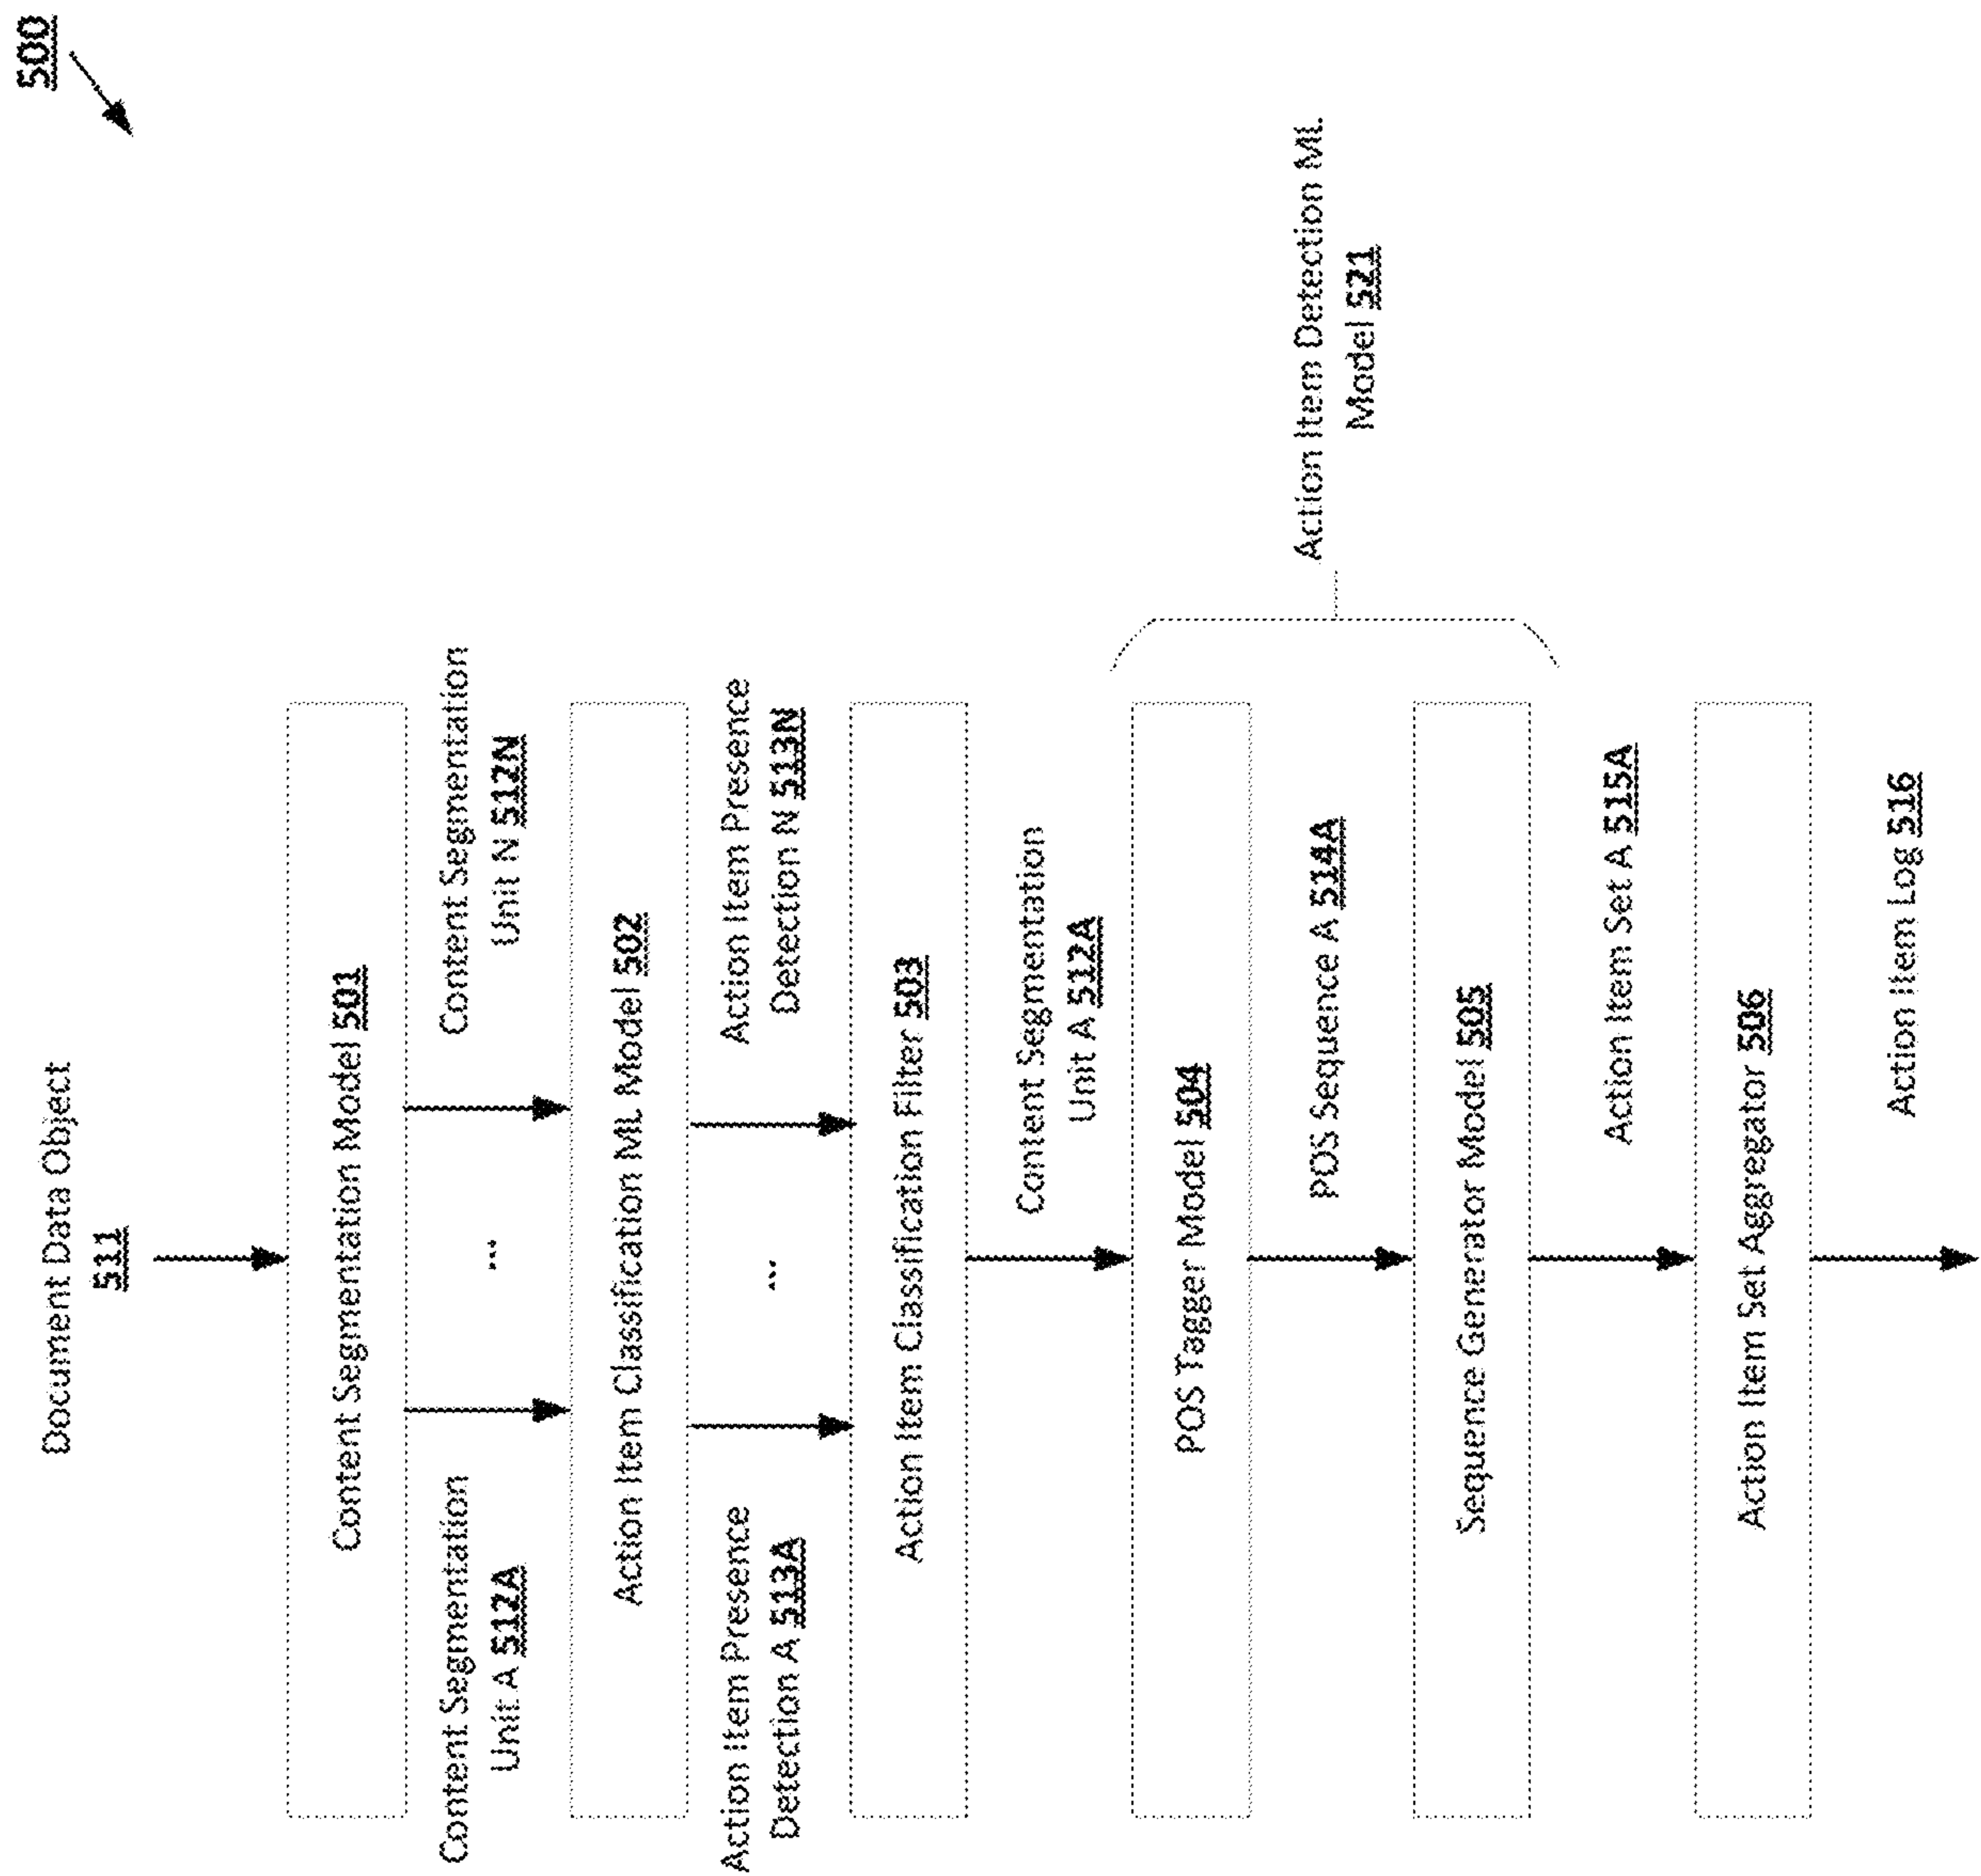 500
Document Data Object
511
Content Segmentation Model 501
Content Segmentation
Unit A 512A
...
Content Segmentation
Unit N 512N
Action Item Classification ML Model 502
Action Item Presence
Detection A 513A
...
Action Item Presence
Detection N 513N
Action Item Classification Filter 503
Content Segmentation
Unit A 512A
POS Tagger Model 504
POS Sequence A 514A
Action Item Detection ML
Model 521
Sequence Generator Model 505
Action Item Set A 515A
Action Item Set Aggregator 506
Action Item Log 516